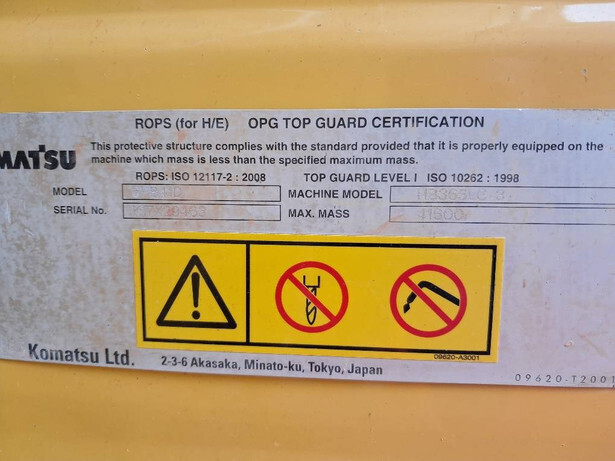 ROPS (for H/E) OPG TOP GUARD CERTIFICATION
MATSU
This protective structure complies with the standard provided that it is properly equipped on the
machine which mass is less than the specified maximum mass.
ROPS: ISO 12117-2 : 2008 TOP GUARD LEVEL I ISO 10262 : 1998
MODEL MACHINE MODEL
SERIAL No. MAX. MASS
09620-A3001
Komatsu Ltd. 2-3-6 Akasaka, Minato-ku, Tokyo, Japan
09620-T2001